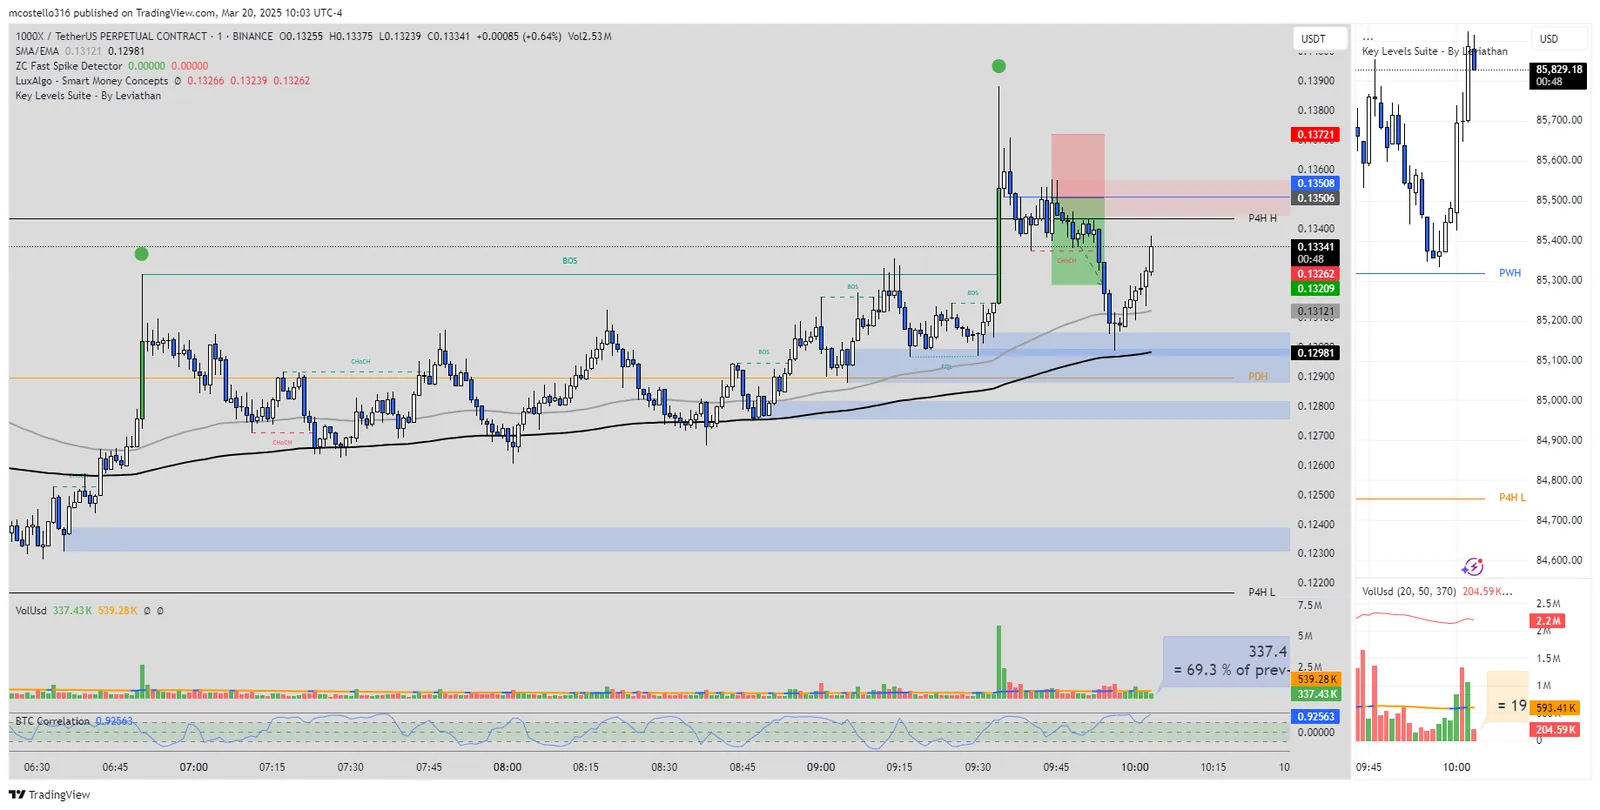 mcostello316 published on TradingView.com, Mar 20, 2025 10:03 UTC-4
1000X / TetherUS PERPETUAL CONTRACT · 1 · BINANCE O0.13255 H0.13375 L0.13239 C0.13341 +0.00085 (+0.64%) Vol2.53M
SMA/EMA 0.13121 0.12981
ZC Fast Spike Detector 0.00000 0.00000
LuxAlgo - Smart Money Concepts Ø 0.13266 0.13239 0.13262
Key Levels Suite - By Leviathan
USDT
0.13900
0.13800
0.13721
0.13600
0.13508
0.13506
P4H H
0.13400
0.13341
00:48
0.13262
0.13209
0.13121
0.12981
PDH
0.12900
0.12800
0.12700
0.12600
0.12500
0.12400
0.12300
0.12200
P4H L
BOS
BOS
BOS
BOS
CHoCH
CHoCH
CHoCH
VolUsd 337.43K 539.28K Ø Ø
7.5M
5M
2.5M
539.28K
337.43K
337.4
= 69.3 % of prev-
BTC Correlation 0.92563
0.92563
0.00000
06:30 06:45 07:00 07:15 07:30 07:45 08:00 08:15 08:30 08:45 09:00 09:15 09:30 09:45 10:00 10:15 10
...
Key Levels Suite - By Leviathan
USD
85,829.18
00:48
85,700.00
85,600.00
85,500.00
85,400.00
PWH
85,300.00
85,200.00
85,100.00
85,000.00
84,900.00
84,800.00
P4H L
84,700.00
84,600.00
VolUsd (20, 50, 370) 204.59K...
2.5M
2.2M
2M
1.5M
1M
= 19
593.41K
204.59K
0
09:45 10:00
TradingView